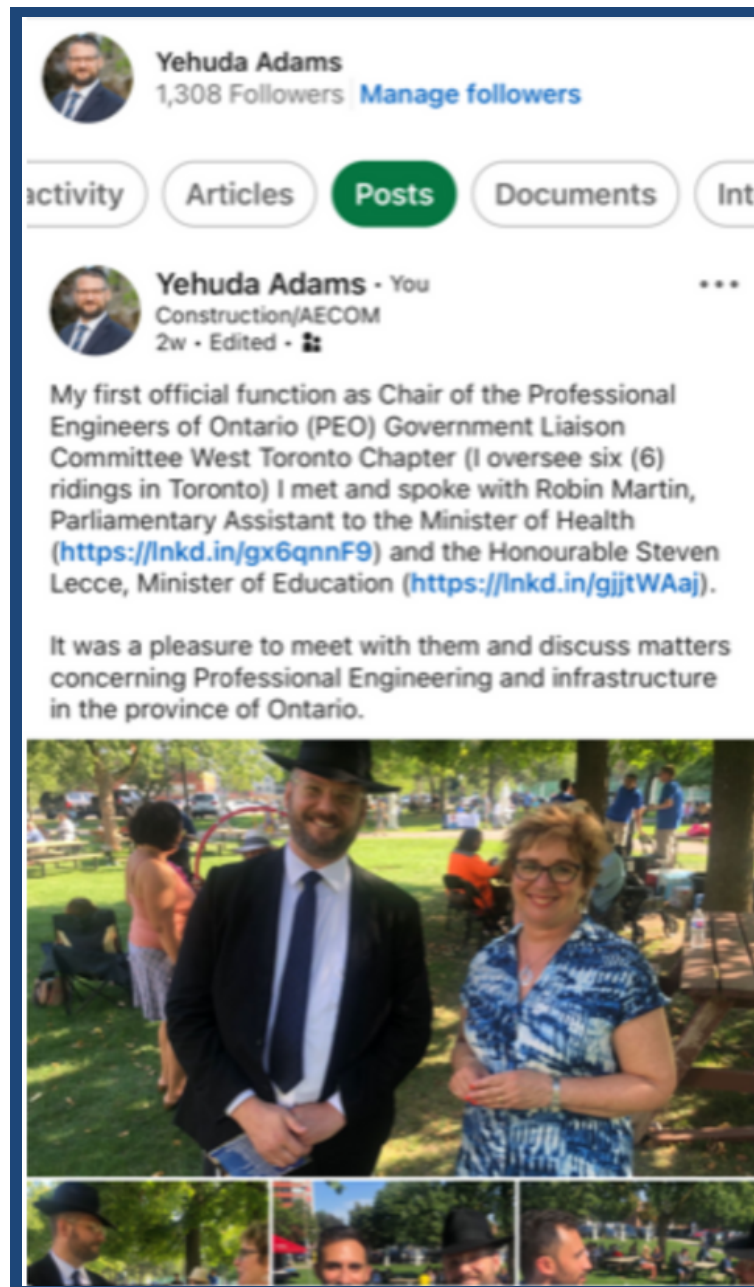 Yehuda Adams
1,308 Followers Manage followers
activity Articles Posts Documents Int
Yehuda Adams • You
Construction/AECOM
2w • Edited •
My first official function as Chair of the Professional
Engineers of Ontario (PEO) Government Liaison
Committee West Toronto Chapter (I oversee six (6)
ridings in Toronto) I met and spoke with Robin Martin,
Parliamentary Assistant to the Minister of Health
(https://lnkd.in/gx6qnnF9) and the Honourable Steven
Lecce, Minister of Education (https://lnkd.in/gjjtWAaj).
It was a pleasure to meet with them and discuss matters
concerning Professional Engineering and infrastructure
in the province of Ontario.